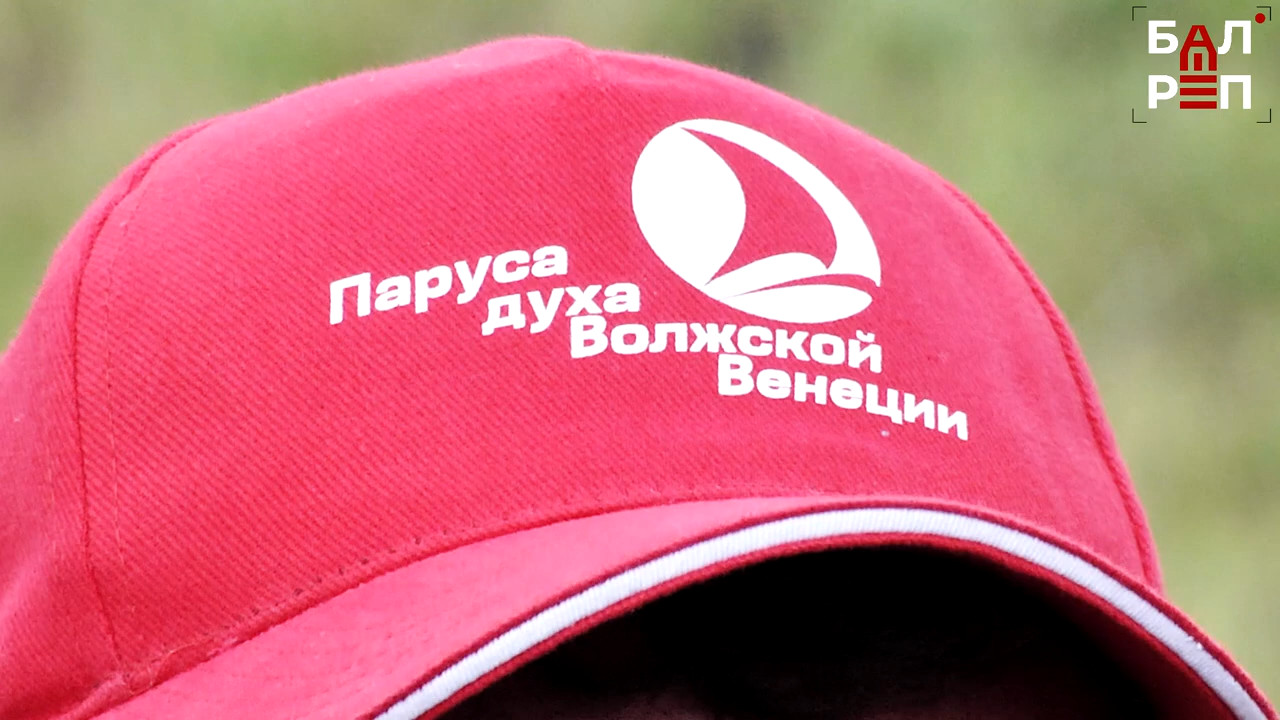 Паруса
духа
Волжской
Венеции
БАЛ
РЕП